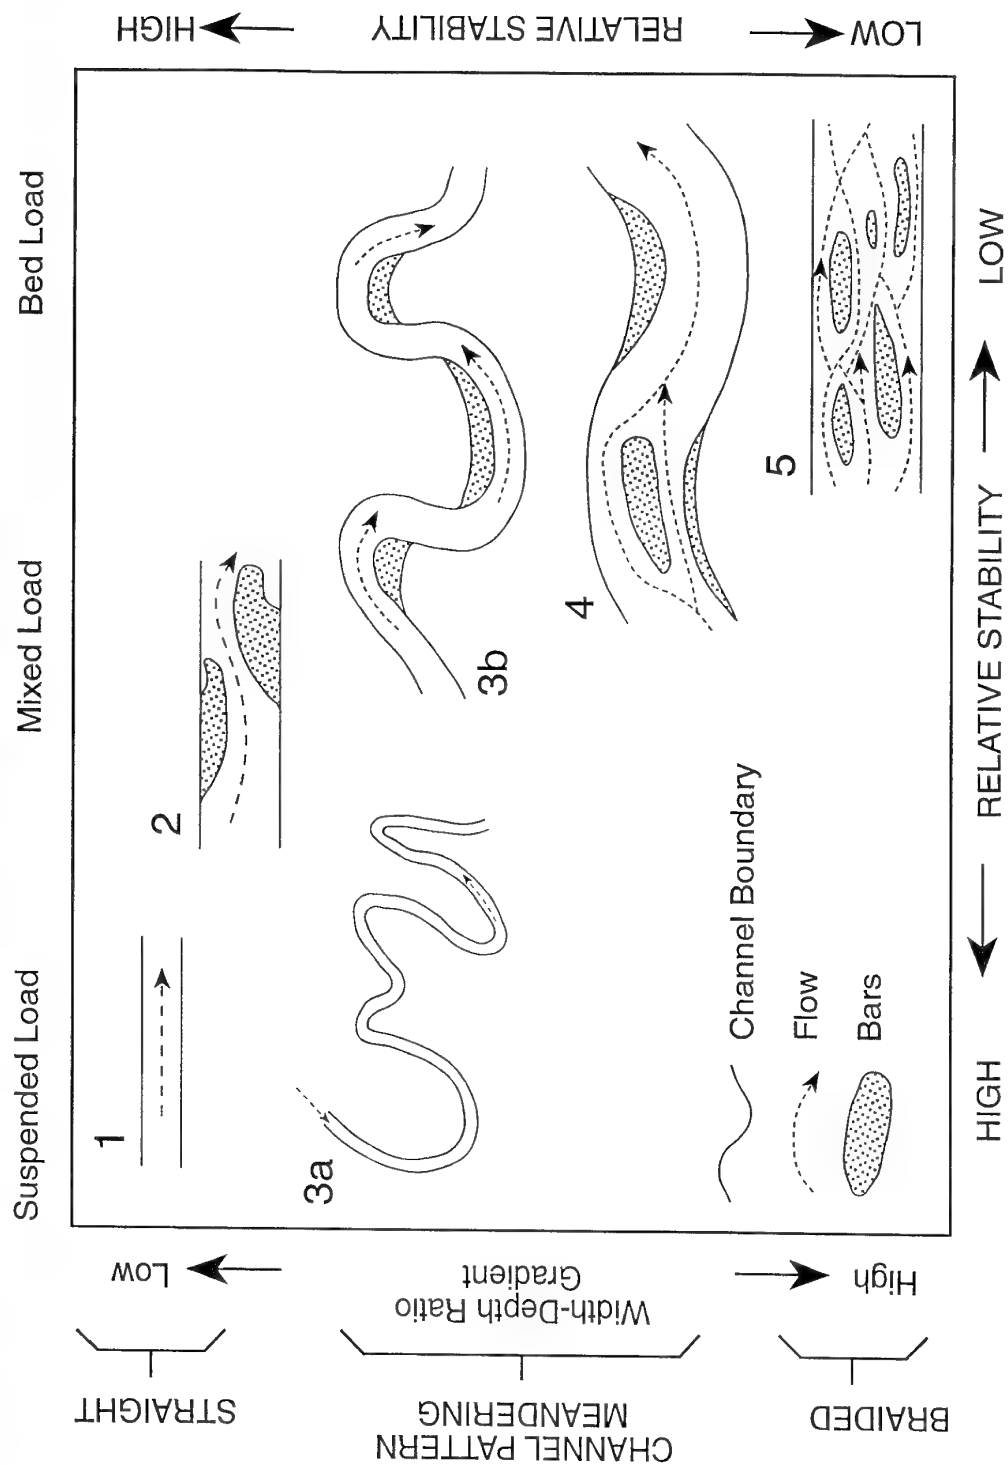 Suspended Load
Mixed Load
Bed Load
STRAIGHT
CHANNEL PATTERN
MEANDERING
BRAIDED
Low
Width-Depth Ratio
Gradient
High
1
2
3a
3b
4
5
Channel Boundary
Flow
Bars
HIGH
RELATIVE STABILITY
LOW
HIGH
RELATIVE STABILITY
LOW